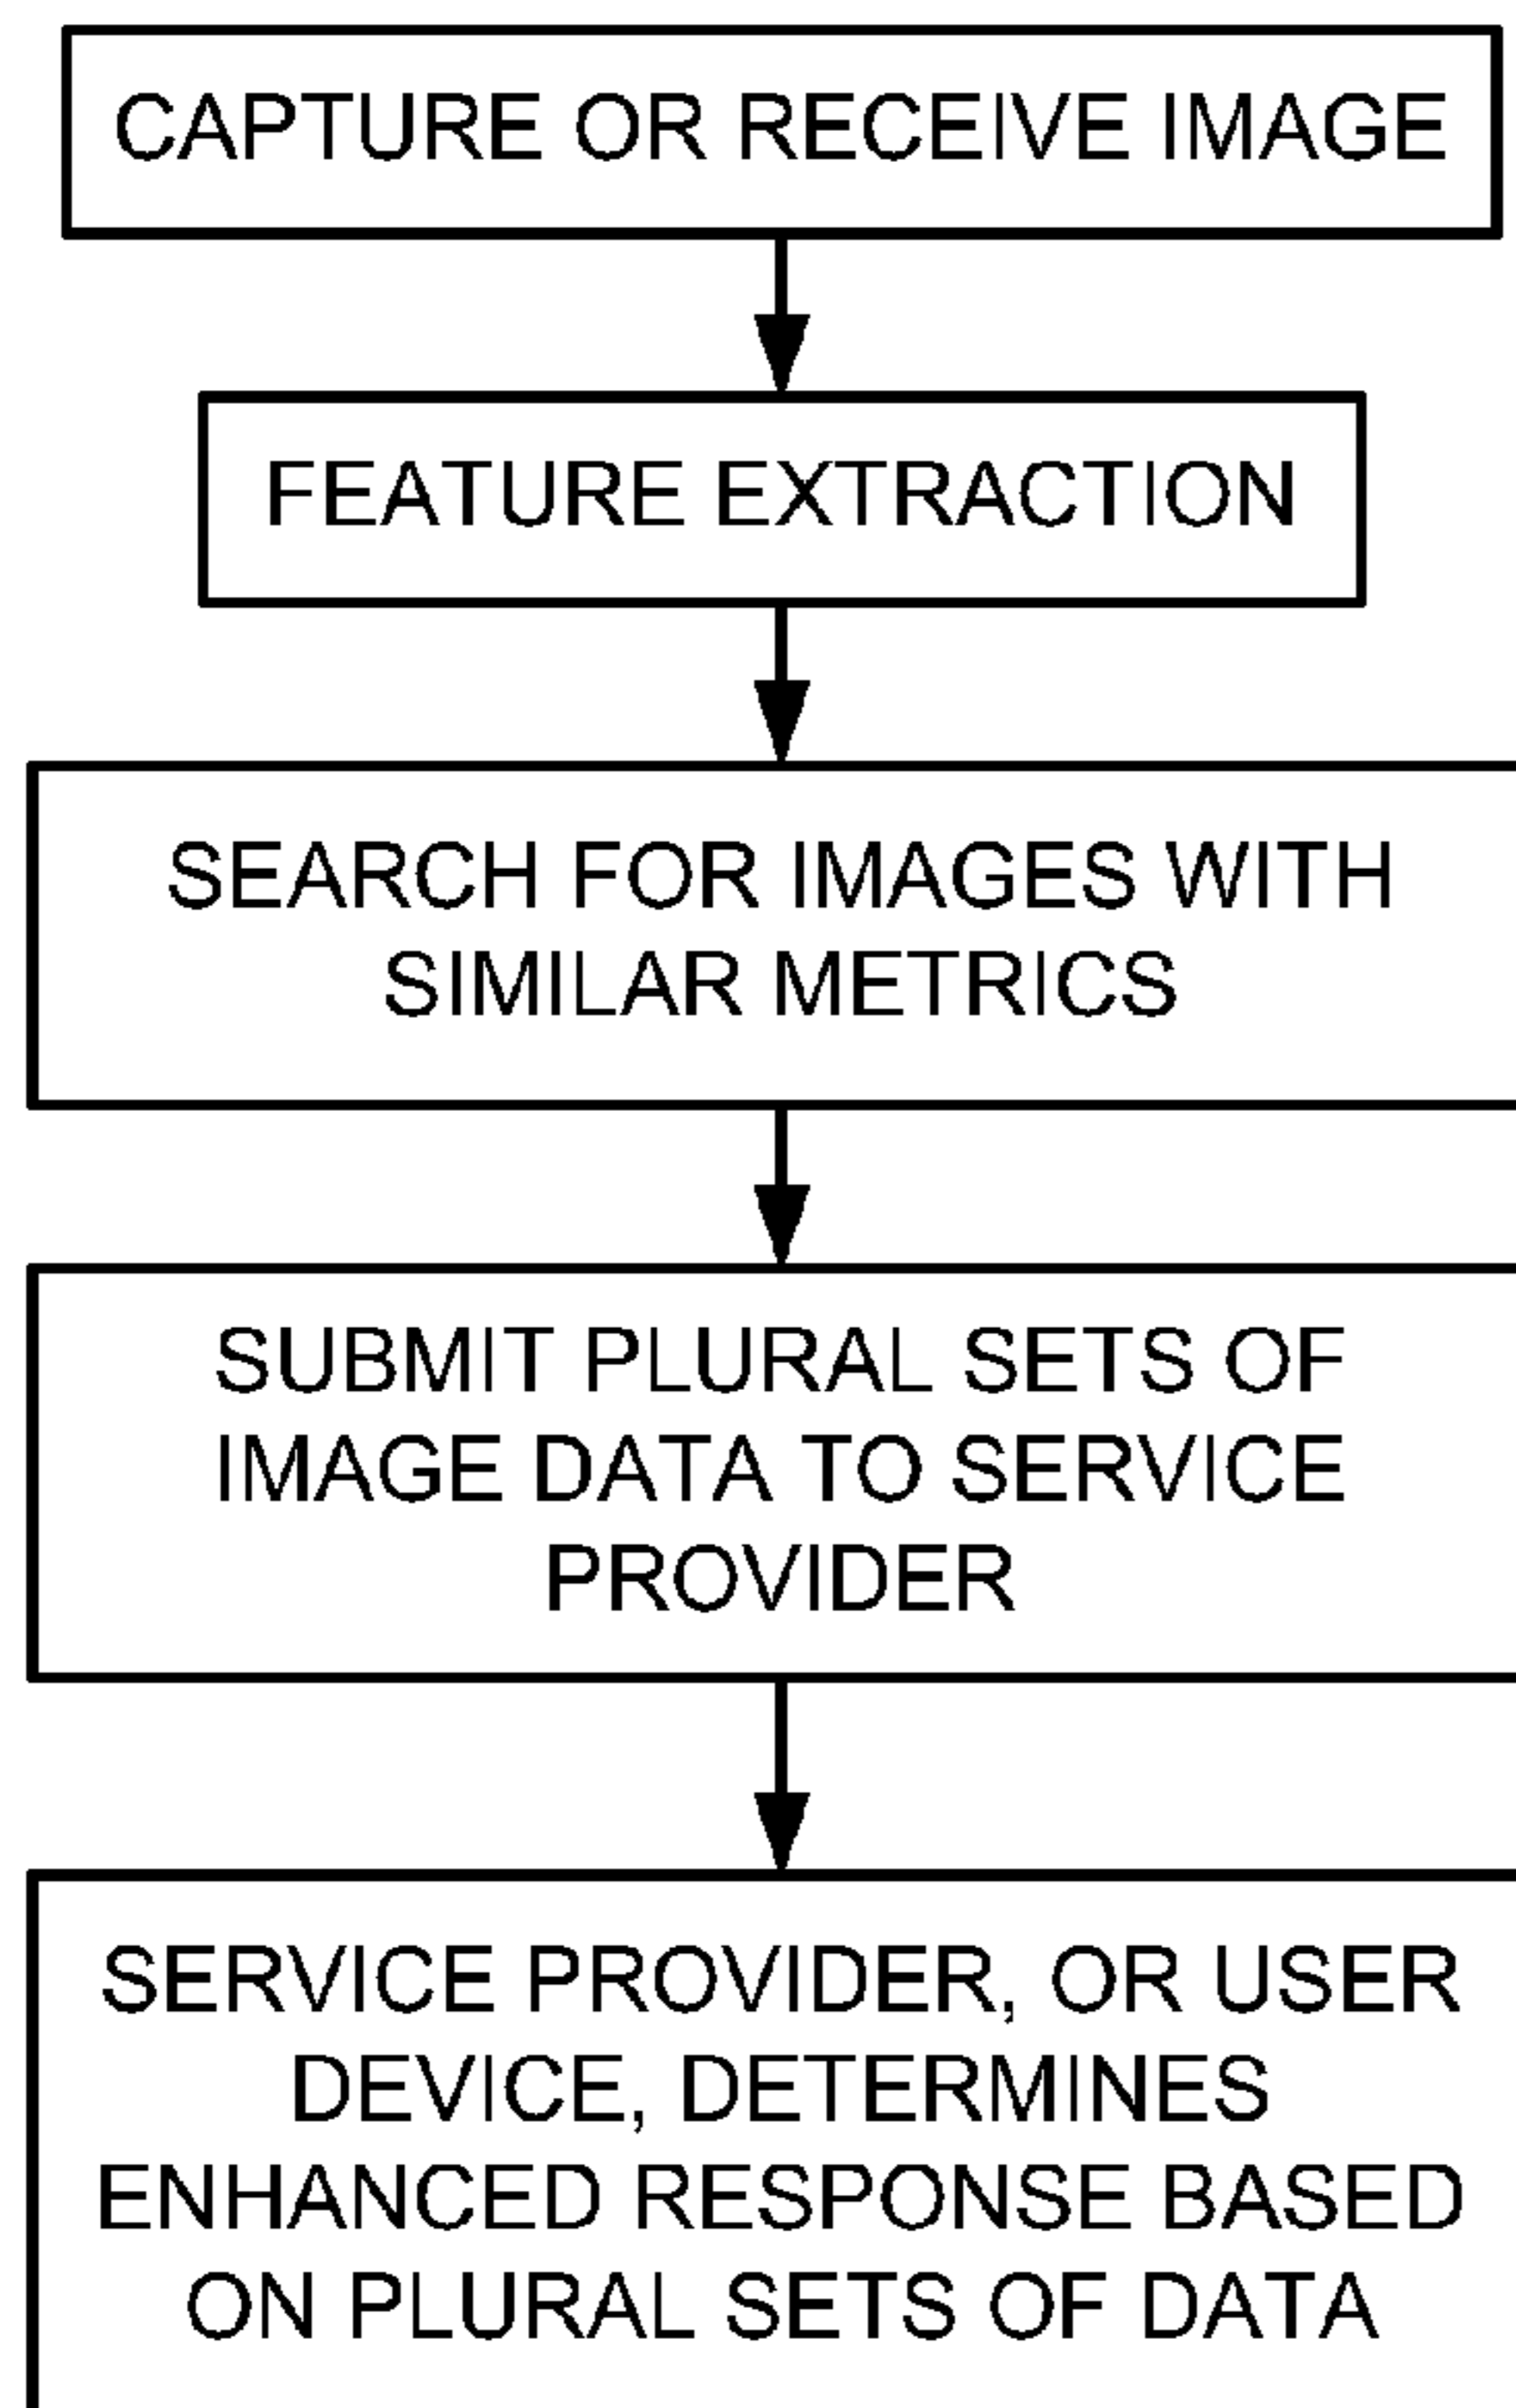 CAPTURE OR RECEIVE IMAGE
FEATURE EXTRACTION
SEARCH FOR IMAGES WITH
SIMILAR METRICS
SUBMIT PLURAL SETS OF
IMAGE DATA TO SERVICE
PROVIDER
SERVICE PROVIDER, OR USER
DEVICE, DETERMINES
ENHANCED RESPONSE BASED
ON PLURAL SETS OF DATA